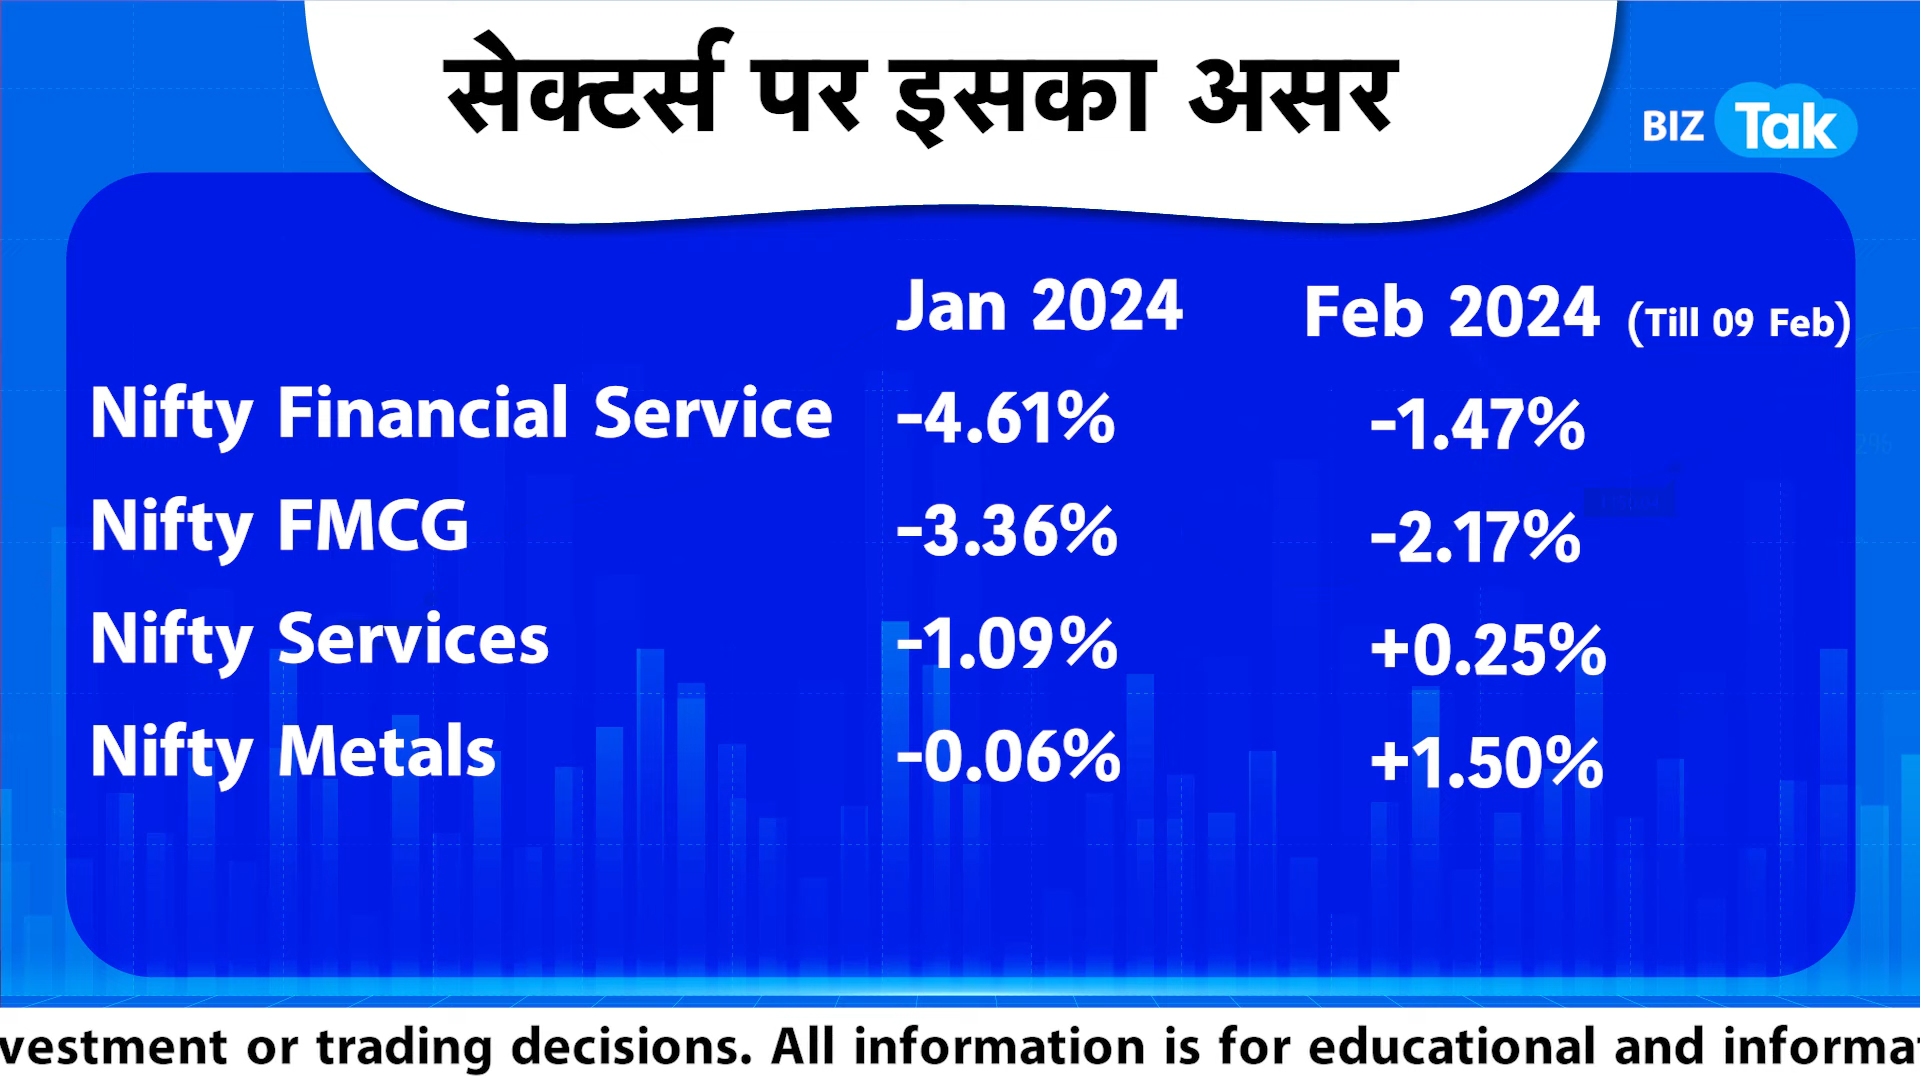 सेक्टर्स पर इसका असर
BIZ Tak
Jan 2024 Feb 2024 (Till 09 Feb)
Nifty Financial Service -4.61% -1.47%
Nifty FMCG -3.36% -2.17%
Nifty Services -1.09% +0.25%
Nifty Metals -0.06% +1.50%
vestment or trading decisions. All information is for educational and informa